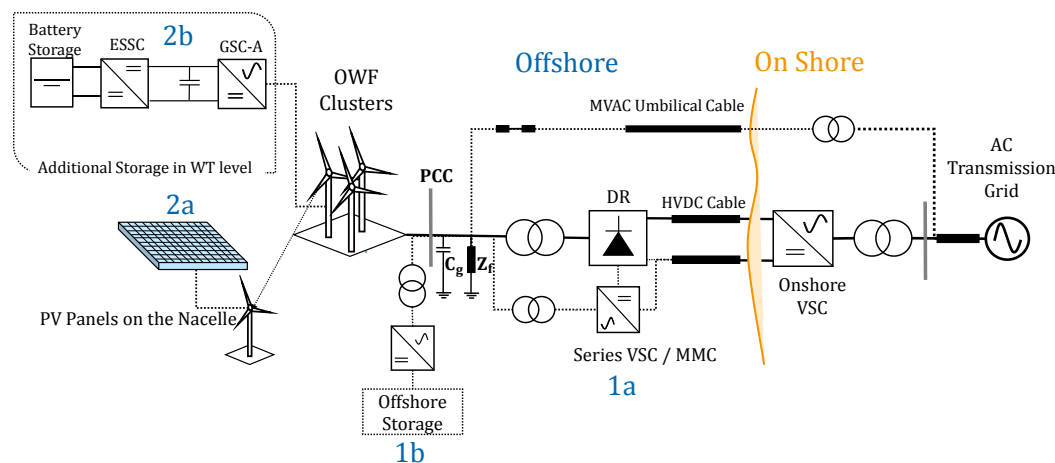 Battery
Storage
ESSC
2b
GSC-A
Additional Storage in WT level
OWF
Clusters
Offshore
On Shore
MVAC Umbilical Cable
AC
Transmission
Grid
2a
PCC
DR
HVDC Cable
Cg
Zf
Onshore
VSC
PV Panels on the Nacelle
Series VSC / MMC
1a
Offshore
Storage
1b